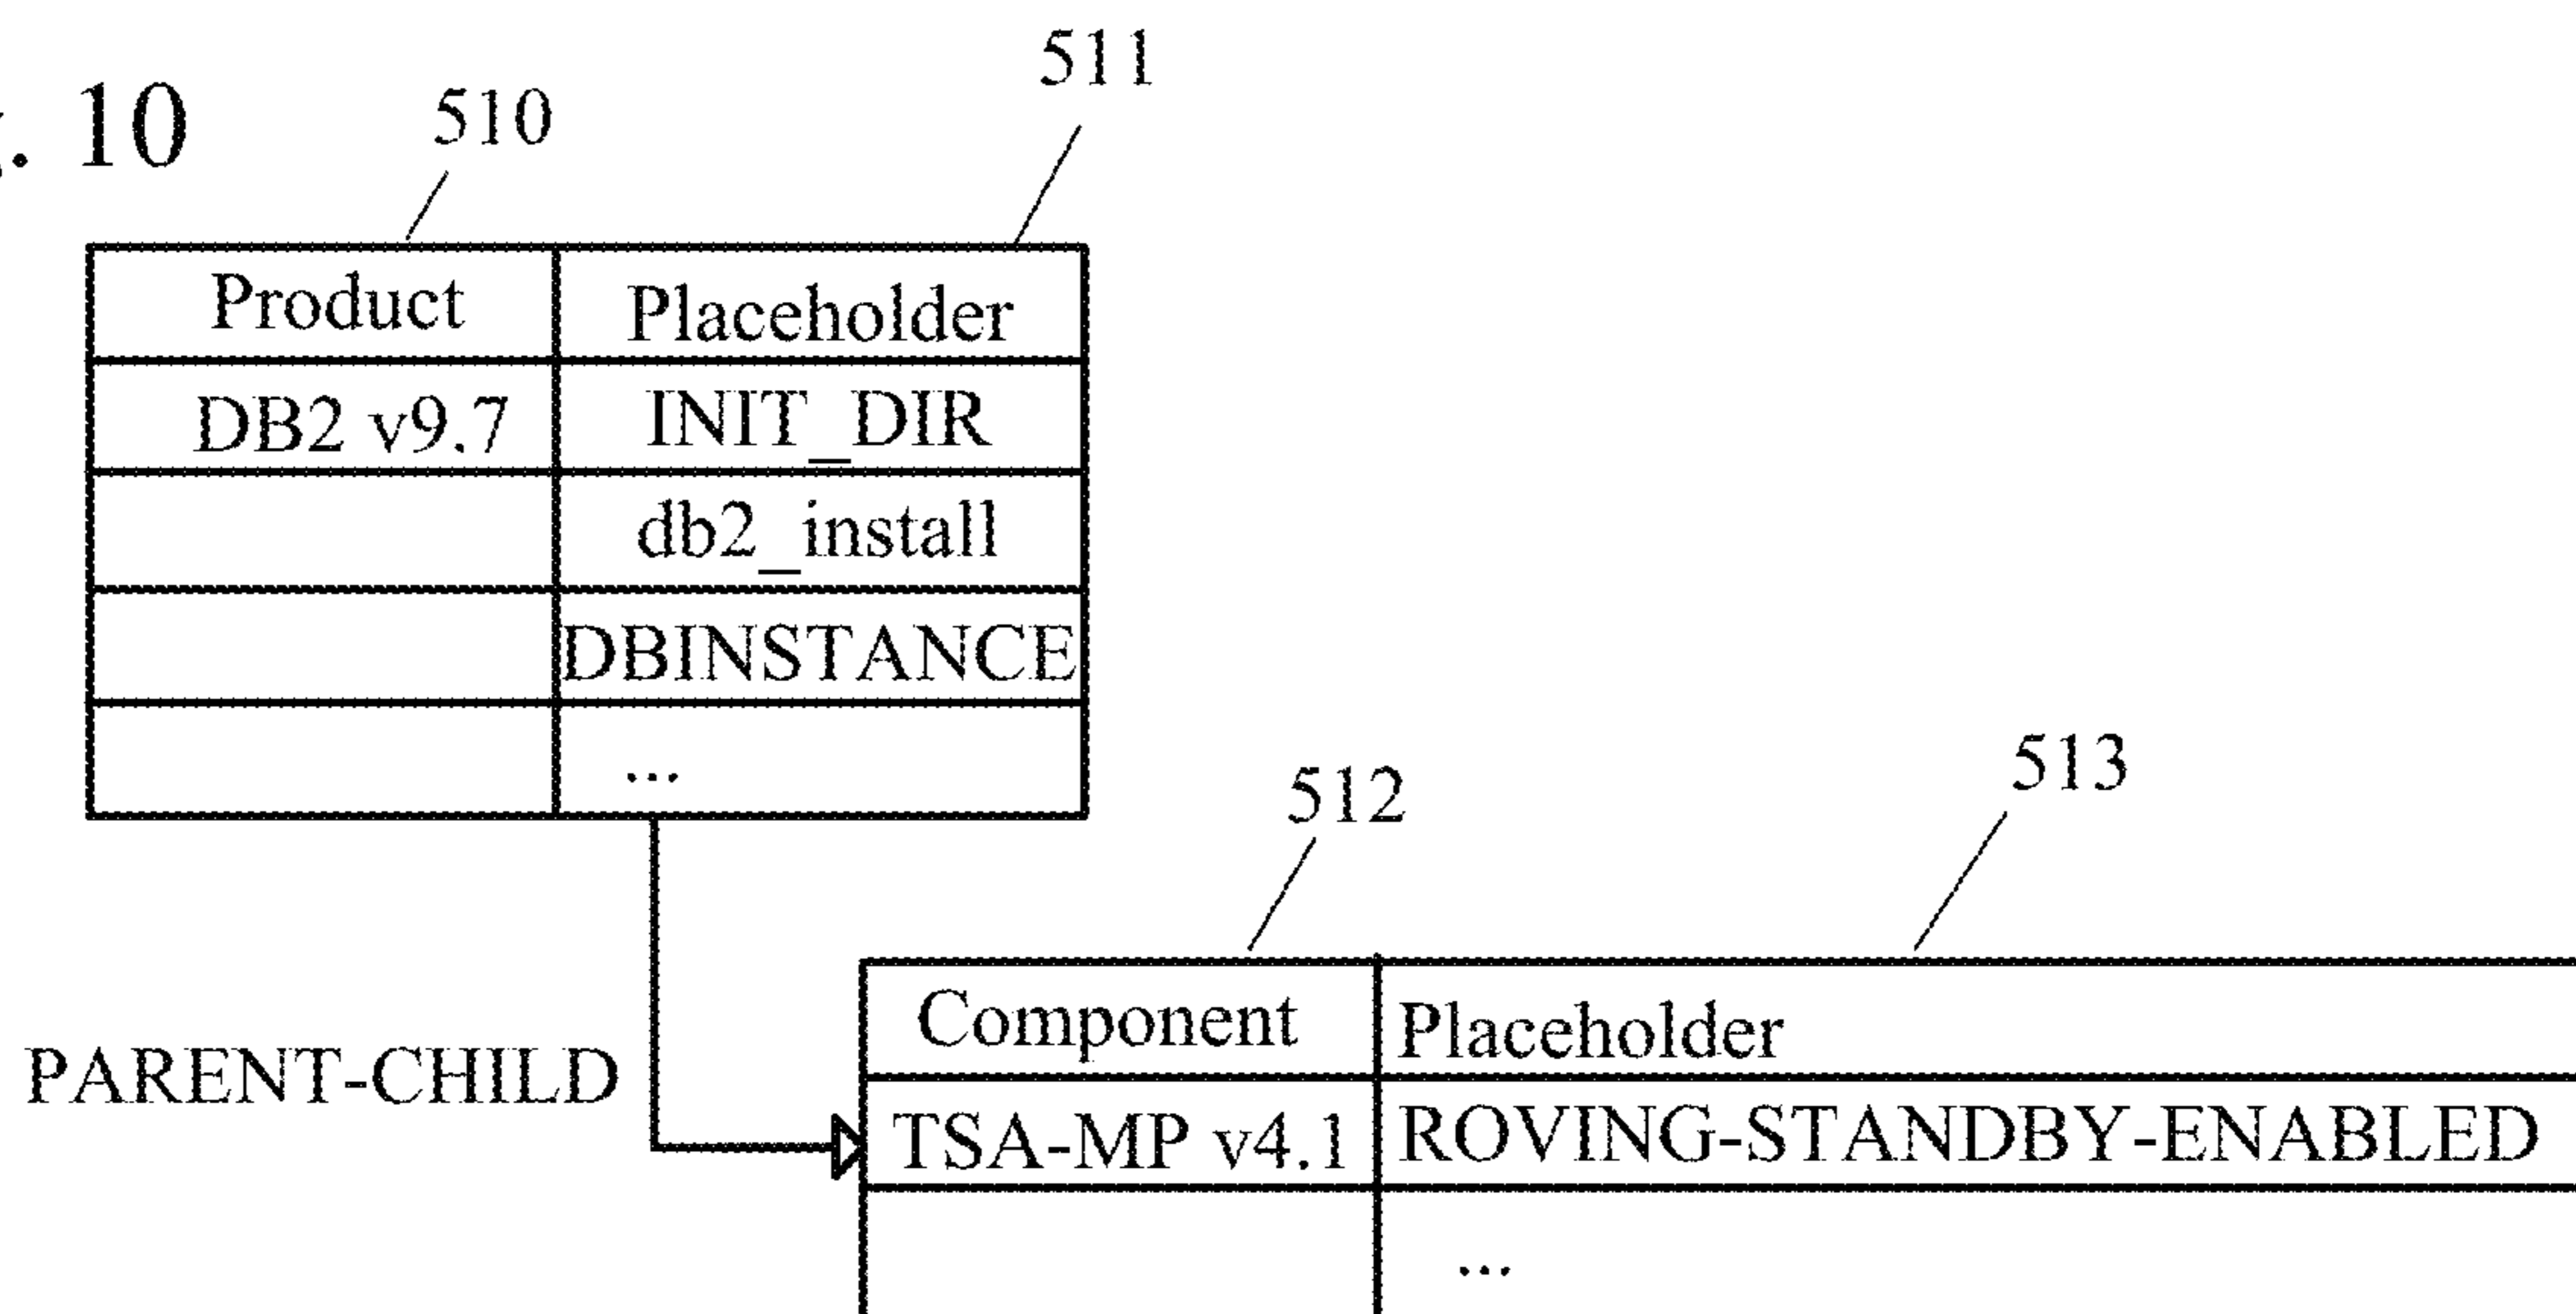 511
. 10
510
Product Placeholder
DB2 v9.7 INIT_DIR
db2_install
DBINSTANCE
...
513
512
Component Placeholder
PARENT-CHILD
TSA-MP v4.1 ROVING-STANDBY-ENABLED
...